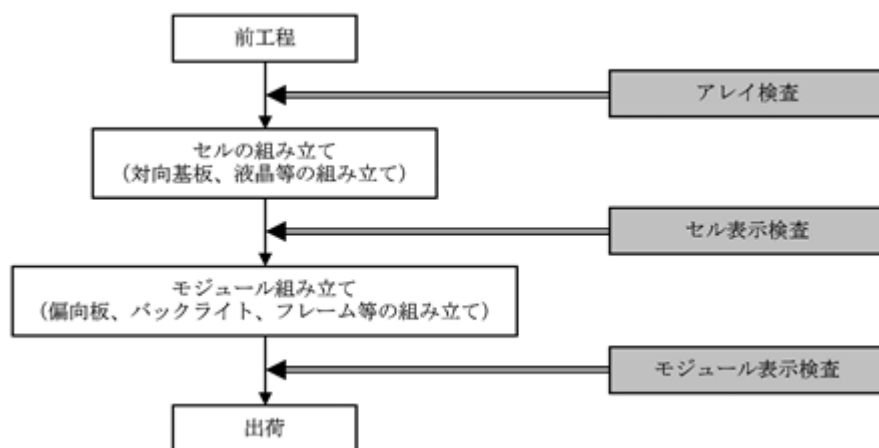 前工程
アレイ検査
セルの組み立て
(対向基板、液晶等の組み立て)
セル表示検査
モジュール組み立て
(偏向板、バックライト、フレーム等の組み立て)
モジュール表示検査
出荷